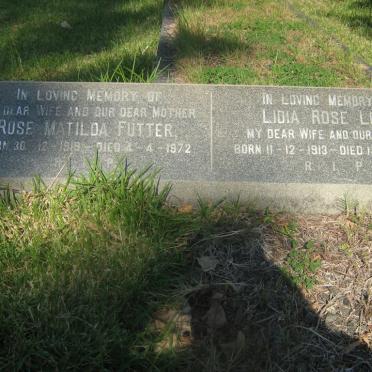 IN LOVING MEMORY OF
DEAR WIFE AND OUR DEAR MOTHER
ROSE MATILDA FUTTER,
30-12-1918 - DIED 4-4-1972
IN LOVING MEMORY
LIDIA ROSE
MY DEAR WIFE AND OUR
BORN 11-12-1913 - DIED
R.I.P